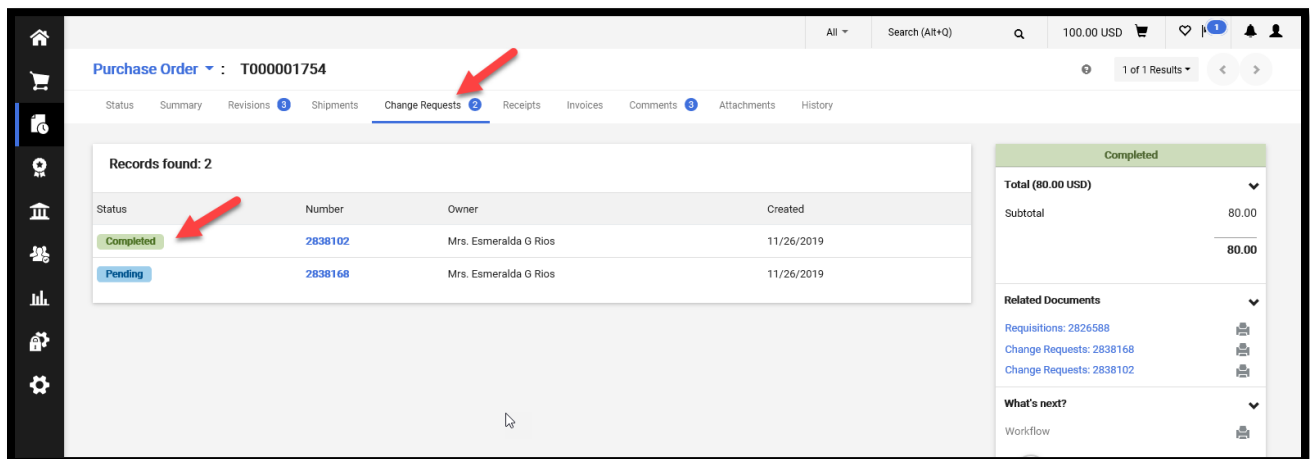 All Search (Alt+Q) 100.00 USD 1
Purchase Order : T000001754 1 of 1 Results
Status Summary Revisions 3 Shipments Change Requests 2 Receipts Invoices Comments 3 Attachments History
Records found: 2
Status Number Owner Created
Completed 2838102 Mrs. Esmeralda G Rios 11/26/2019
Pending 2838168 Mrs. Esmeralda G Rios 11/26/2019
Completed
Total (80.00 USD)
Subtotal 80.00
80.00
Related Documents
Requisitions: 2826588
Change Requests: 2838168
Change Requests: 2838102
What's next?
Workflow